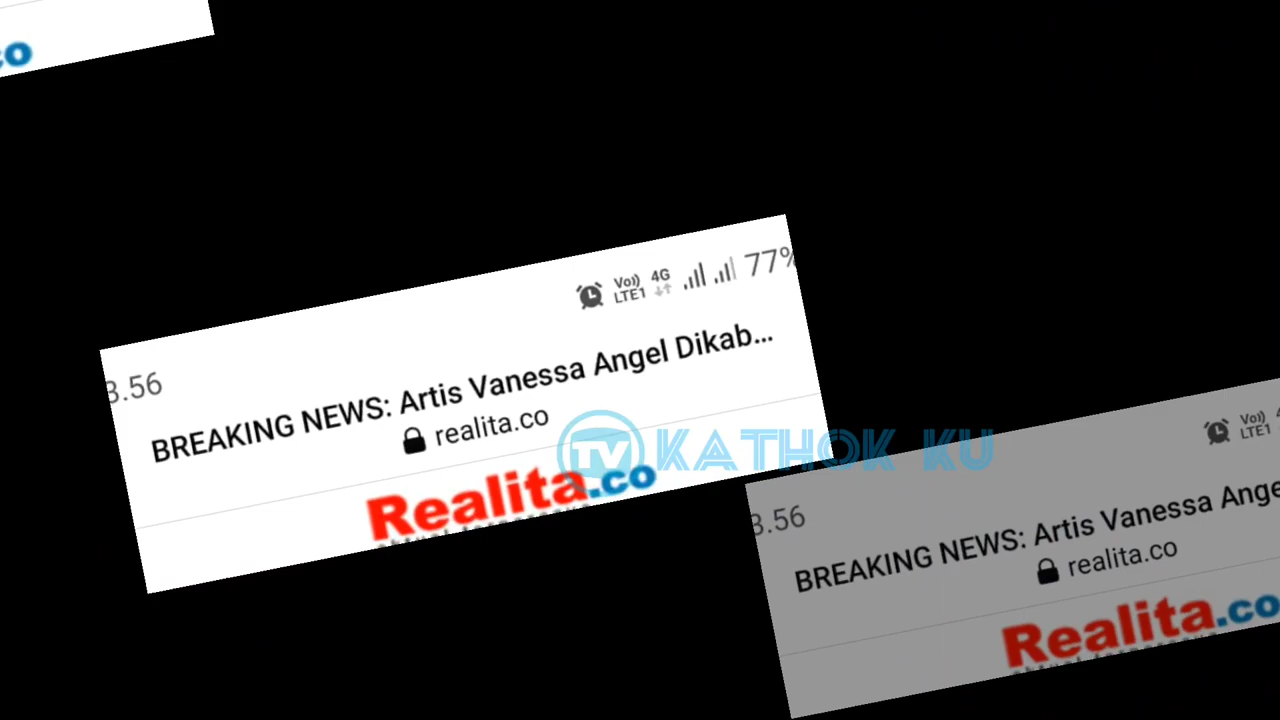 co
Vo)) 4G
LTE1 77%
3.56
BREAKING NEWS: Artis Vanessa Angel Dikab...
realita.co
Realita.co
TV KATHOK KU
Vo))
LTE1
3.56
BREAKING NEWS: Artis Vanessa Ange
realita.co
Realita.co